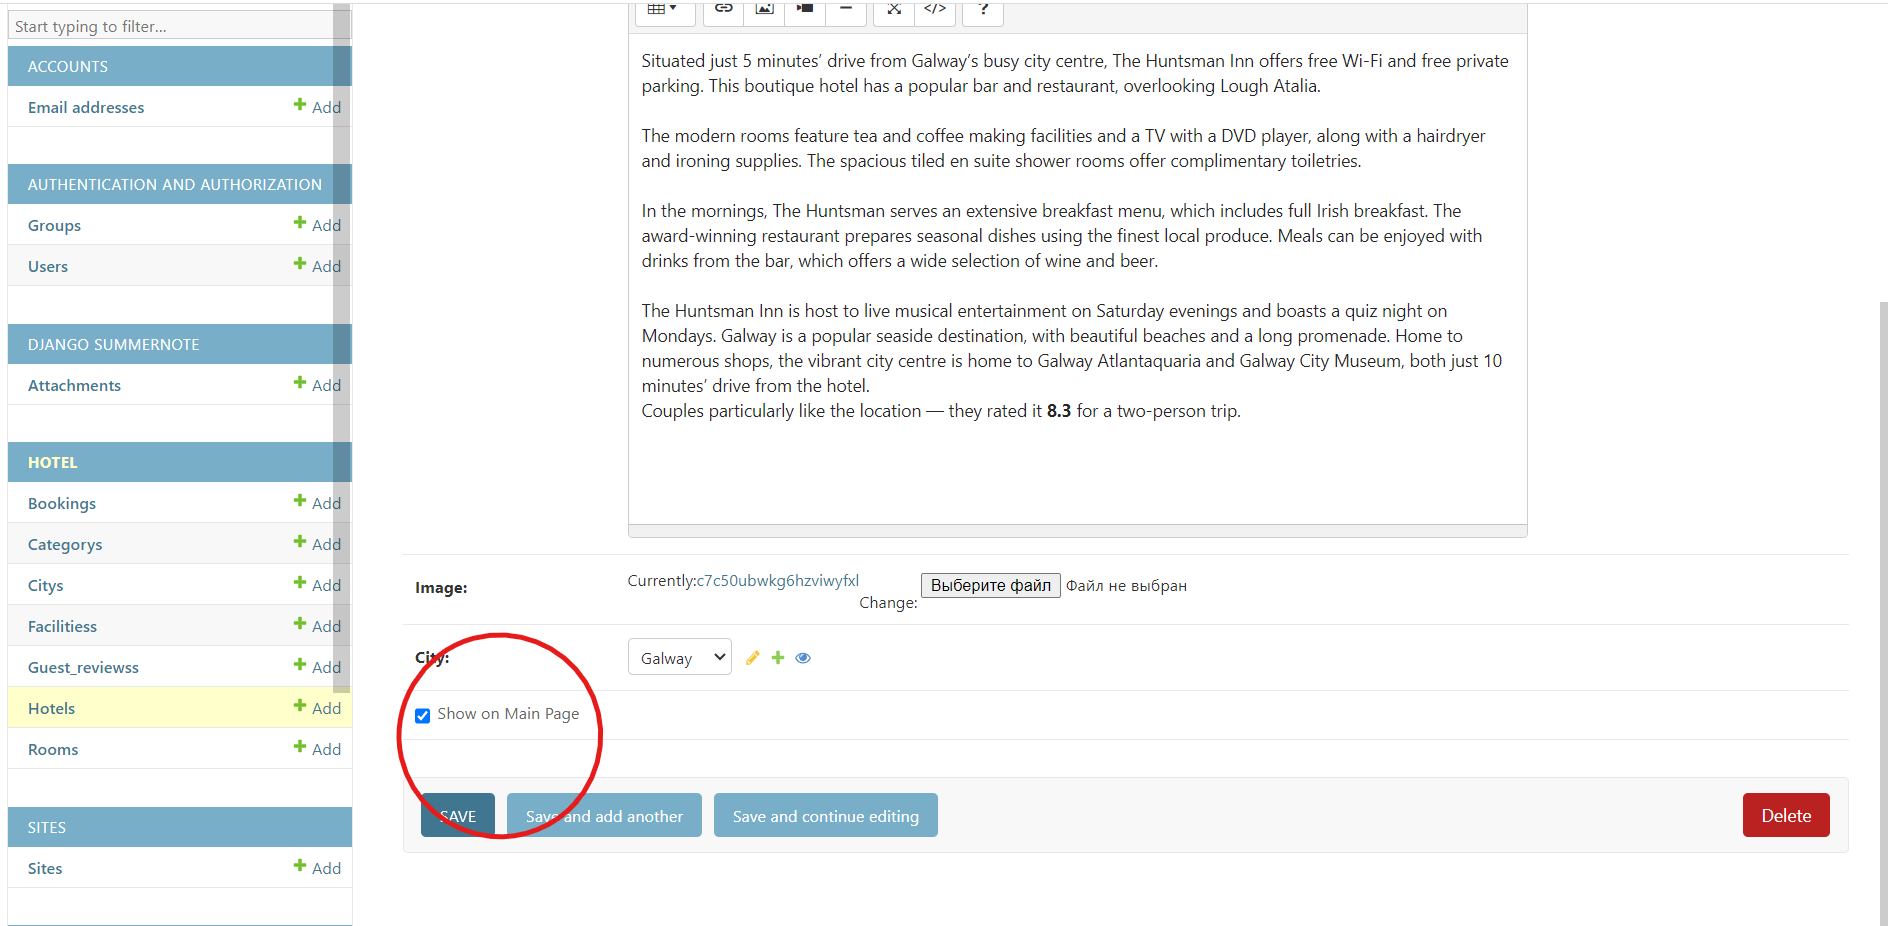 Start typing to filter...
ACCOUNTS
Email addresses Add
AUTHENTICATION AND AUTHORIZATION
Groups Add
Users Add
DJANGO SUMMERNOTE
Attachments Add
HOTEL
Bookings Add
Categorys Add
Citys Add
Facilitiess Add
Guest_reviewss Add
Hotels Add
Rooms Add
SITES
Sites Add
</> ?
Situated just 5 minutes’ drive from Galway’s busy city centre, The Huntsman Inn offers free Wi-Fi and free private
parking. This boutique hotel has a popular bar and restaurant, overlooking Lough Atalia.
The modern rooms feature tea and coffee making facilities and a TV with a DVD player, along with a hairdryer
and ironing supplies. The spacious tiled en suite shower rooms offer complimentary toiletries.
In the mornings, The Huntsman serves an extensive breakfast menu, which includes full Irish breakfast. The
award-winning restaurant prepares seasonal dishes using the finest local produce. Meals can be enjoyed with
drinks from the bar, which offers a wide selection of wine and beer.
The Huntsman Inn is host to live musical entertainment on Saturday evenings and boasts a quiz night on
Mondays. Galway is a popular seaside destination, with beautiful beaches and a long promenade. Home to
numerous shops, the vibrant city centre is home to Galway Atlantaquaria and Galway City Museum, both just 10
minutes’ drive from the hotel.
Couples particularly like the location — they rated it 8.3 for a two-person trip.
Image: Currently:c7c50ubwkg6hzviwyfxl
Change: Выберите файл Файл не выбран
City: Galway
Show on Main Page
SAVE Save and add another Save and continue editing Delete